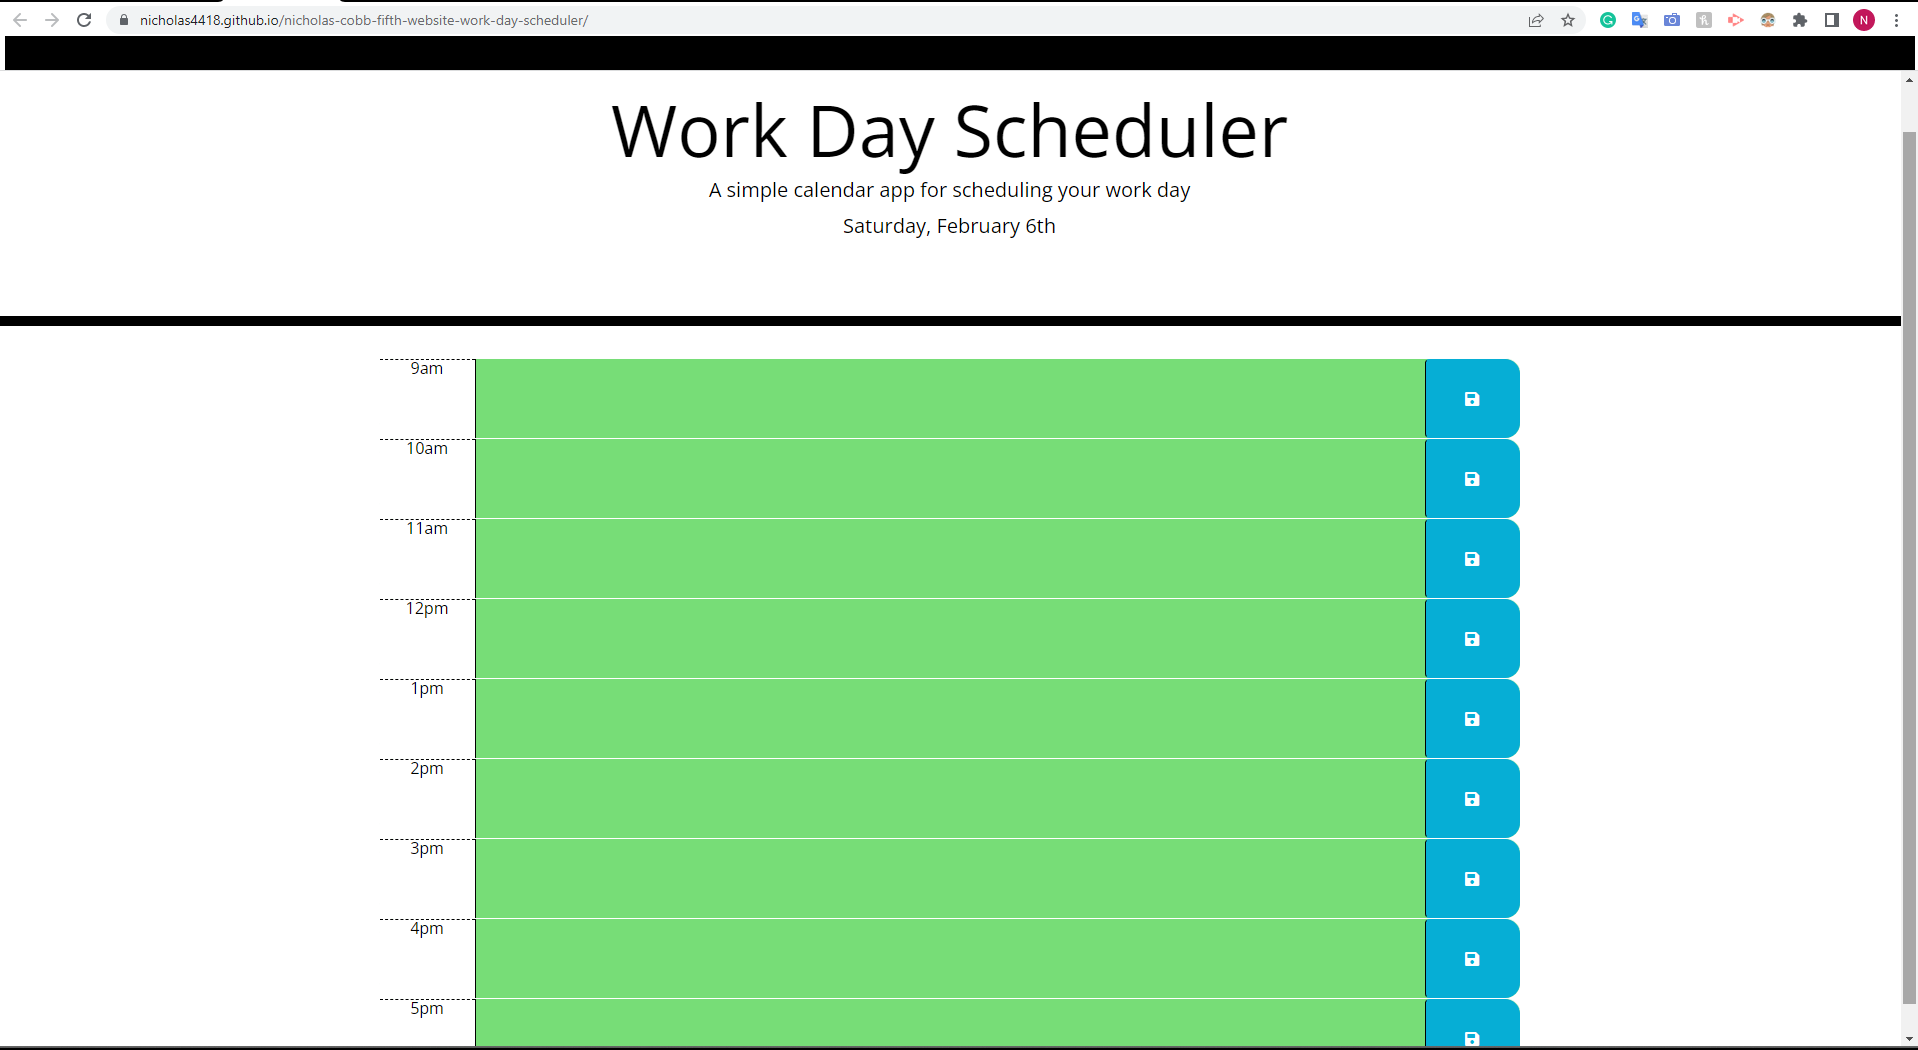 nicholas4418.github.io/nicholas-cobb-fifth-website-work-day-scheduler/
N
Work Day Scheduler
A simple calendar app for scheduling your work day
Saturday, February 6th
9am
10am
11am
12pm
1pm
2pm
3pm
4pm
5pm